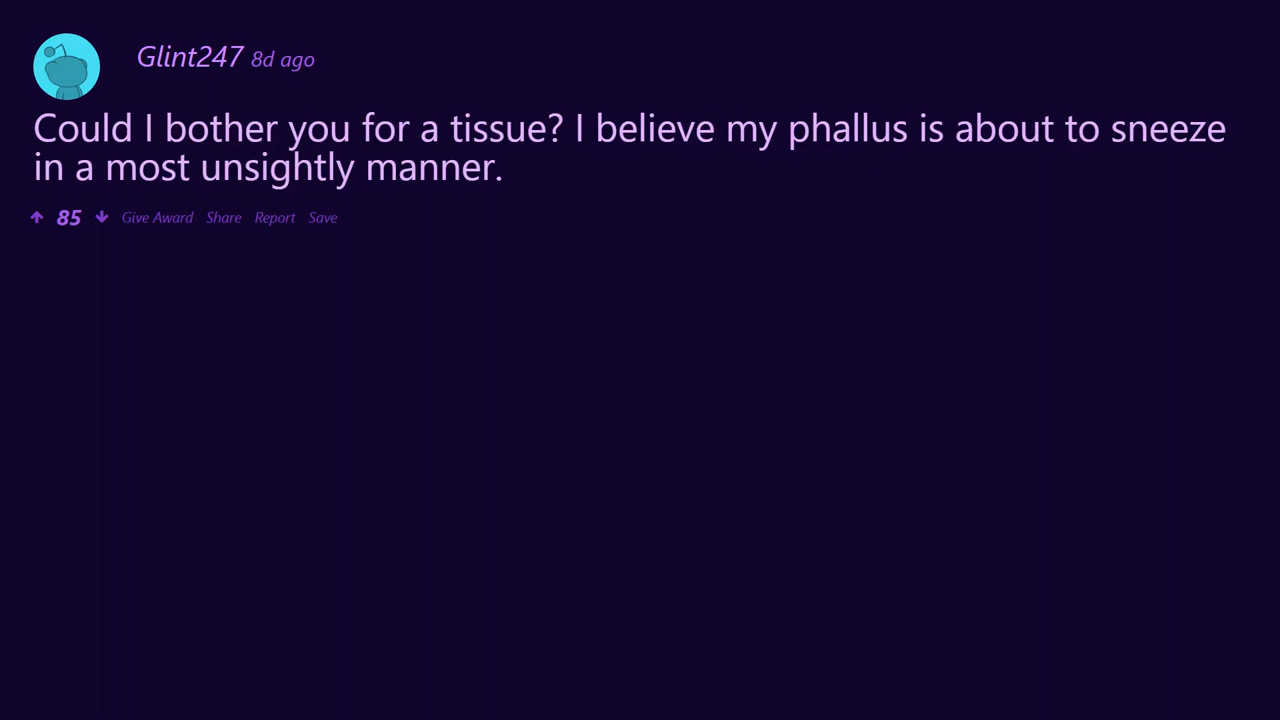 Glint247 8d ago
Could I bother you for a tissue? I believe my phallus is about to sneeze
in a most unsightly manner.
85 Give Award Share Report Save